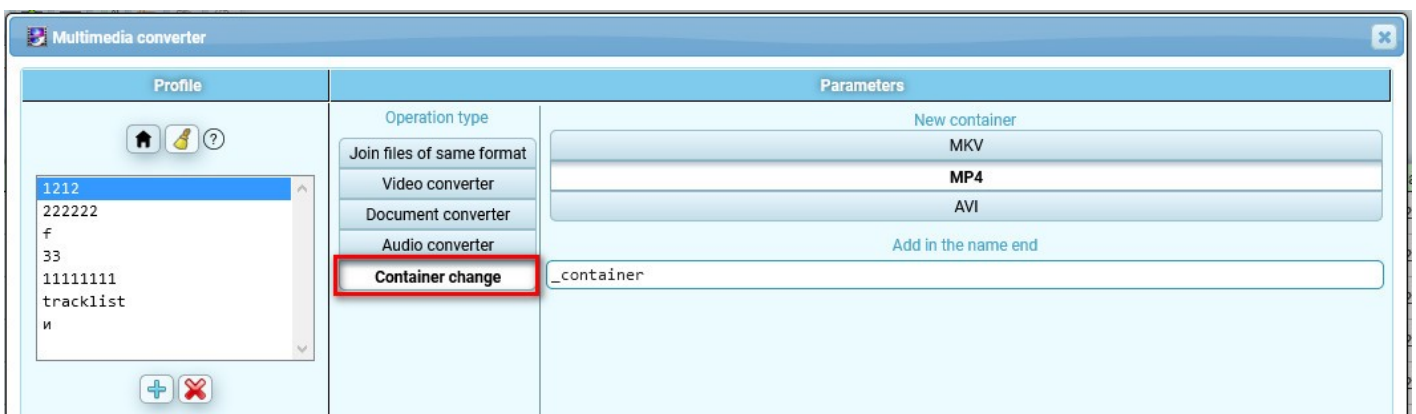 Multimedia converter
Profile
Parameters
?
1212
222222
f
33
11111111
tracklist
и
Operation type
Join files of same format
Video converter
Document converter
Audio converter
Container change
New container
MKV
MP4
AVI
Add in the name end
_container